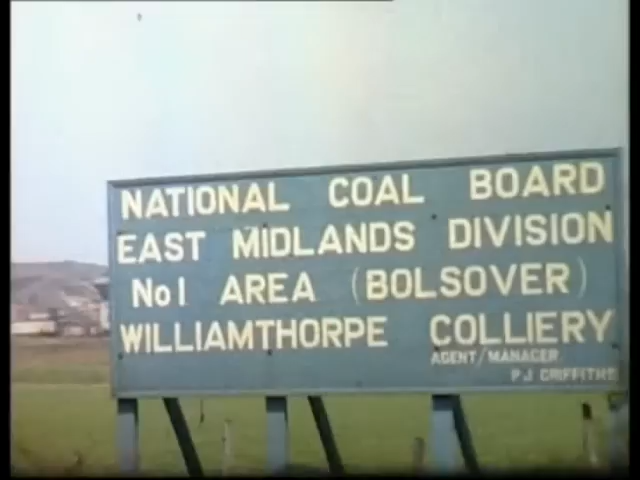 NATIONAL COAL BOARD
EAST MIDLANDS DIVISION
No1 AREA (BOLSOVER)
WILLIAMTHORPE COLLIERY
AGENT/MANAGER
P J GRIFFITHS